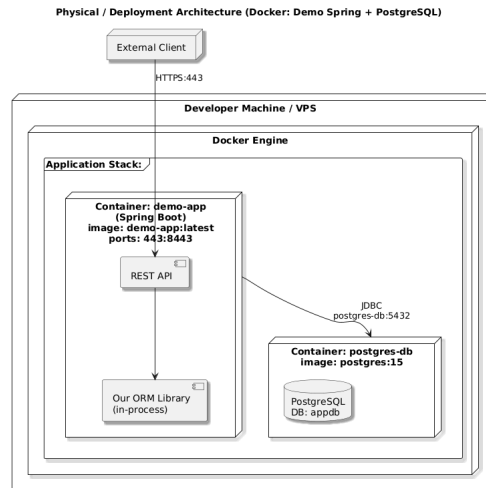 Physical / Deployment Architecture (Docker: Demo Spring + PostgreSQL)
External Client
HTTPS:443
Developer Machine / VPS
Docker Engine
Application Stack:
Container: demo-app
(Spring Boot)
image: demo-app:latest
ports: 443:8443
REST API
JDBC
postgres-db:5432
Container: postgres-db
image: postgres:15
Our ORM Library
(in-process)
PostgreSQL
DB: appdb